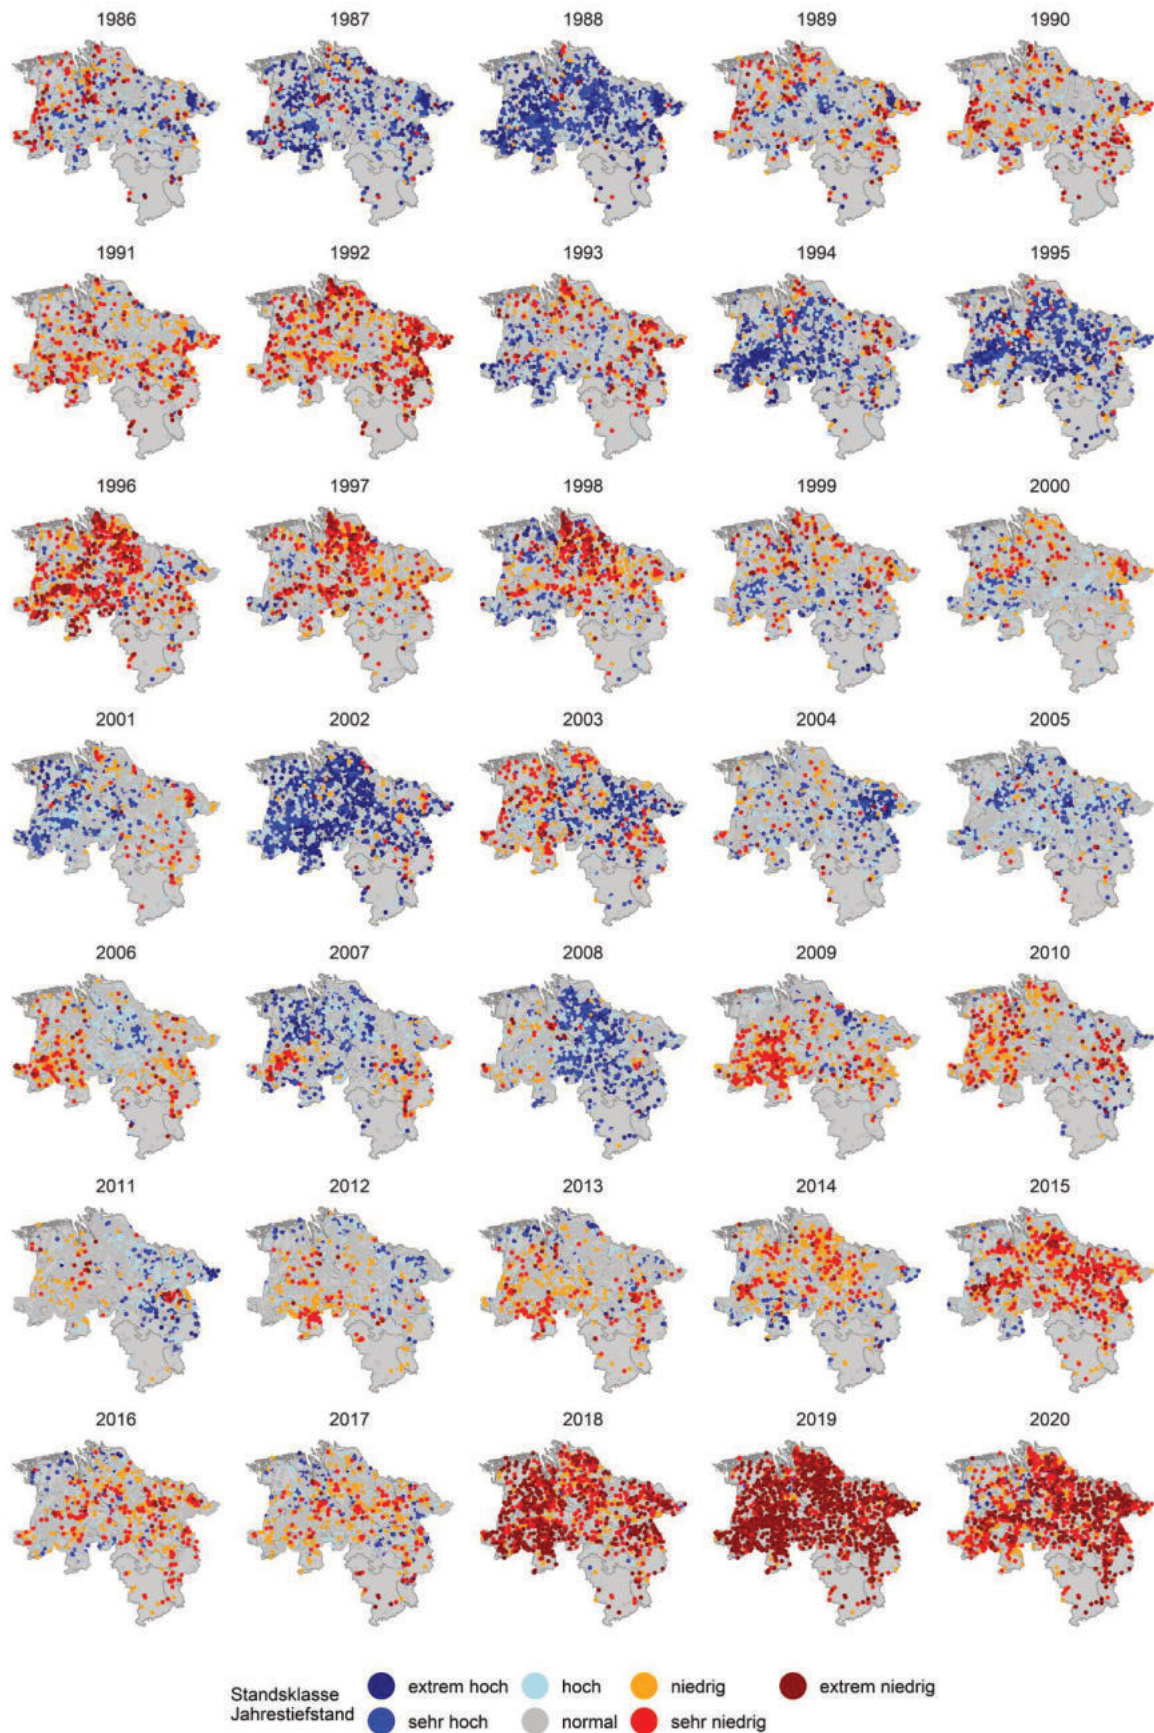 1986 1987 1988 1989 1990
1991 1992 1993 1994 1995
1996 1997 1998 1999 2000
2001 2002 2003 2004 2005
2006 2007 2008 2009 2010
2011 2012 2013 2014 2015
2016 2017 2018 2019 2020
Standsklasse
Jahrestiefstand
extrem hoch hoch niedrig extrem niedrig
sehr hoch normal sehr niedrig